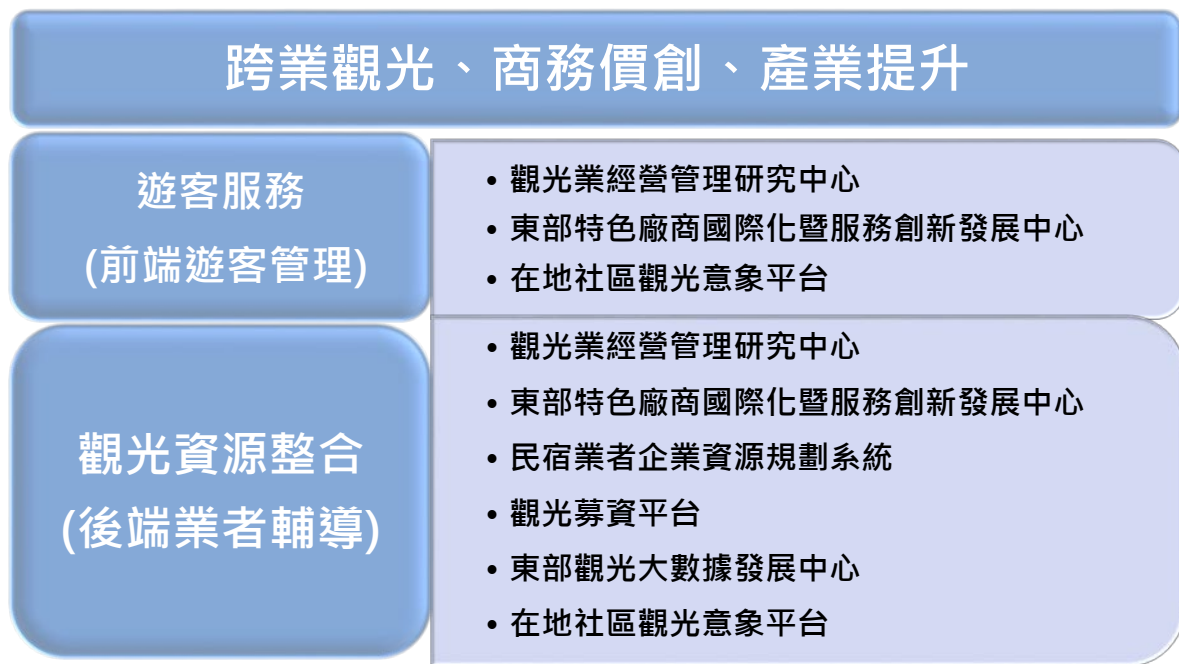 跨業觀光、商務價創、產業提升
遊客服務
(前端遊客管理)
• 觀光業經營管理研究中心
• 東部特色廠商國際化暨服務創新發展中心
• 在地社區觀光意象平台
觀光資源整合
(後端業者輔導)
• 觀光業經營管理研究中心
• 東部特色廠商國際化暨服務創新發展中心
• 民宿業者企業資源規劃系統
• 觀光募資平台
• 東部觀光大數據發展中心
• 在地社區觀光意象平台